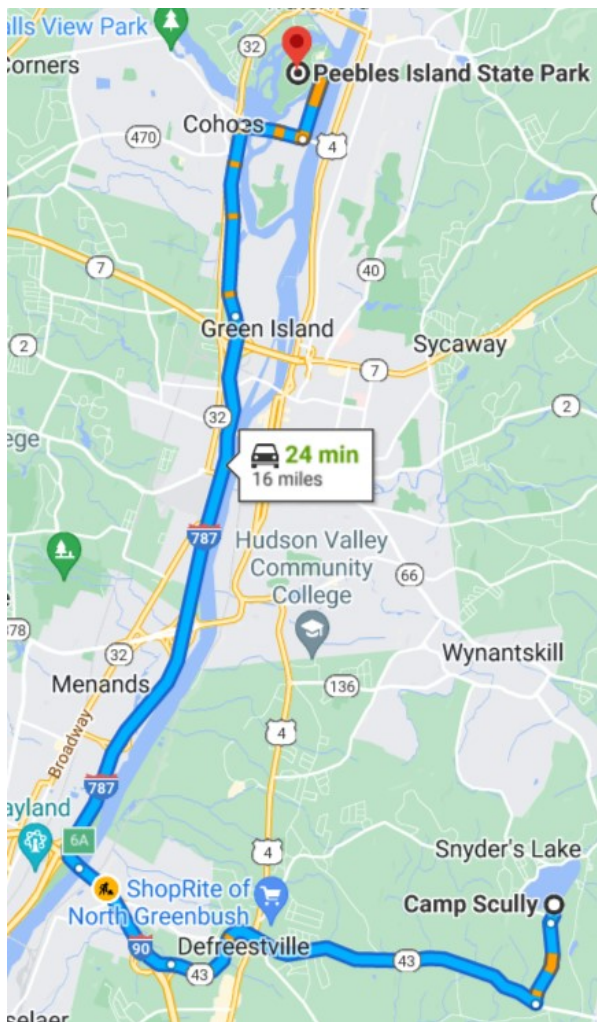 alls View Park
32
Corners
Peebles Island State Park
Cohoes
470
4
7
40
Green Island
Sycaway
2
7
32
2
ege
24 min
16 miles
787
Hudson Valley
Community
College
66
378
32
136
Wynantskill
Menands
4
Broadway
787
ayland
6A
4
Snyder's Lake
ShopRite of
North Greenbush
Camp Scully
90
Defreestville
43
43
selaer